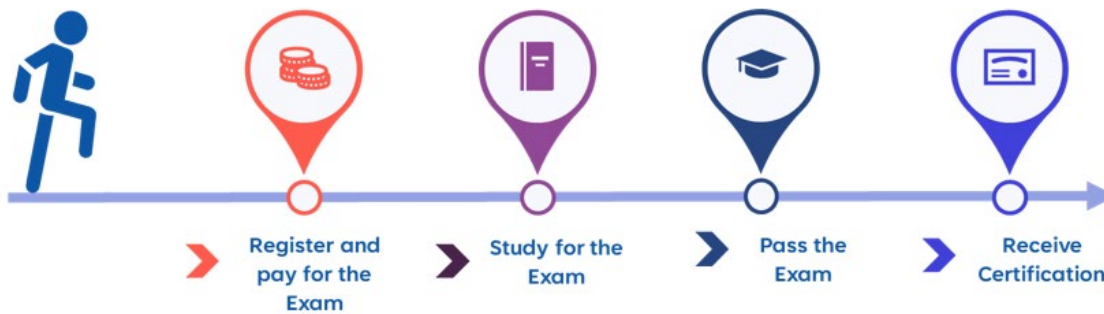 Register and
pay for the
Exam
Study for the
Exam
Pass the
Exam
Receive
Certification